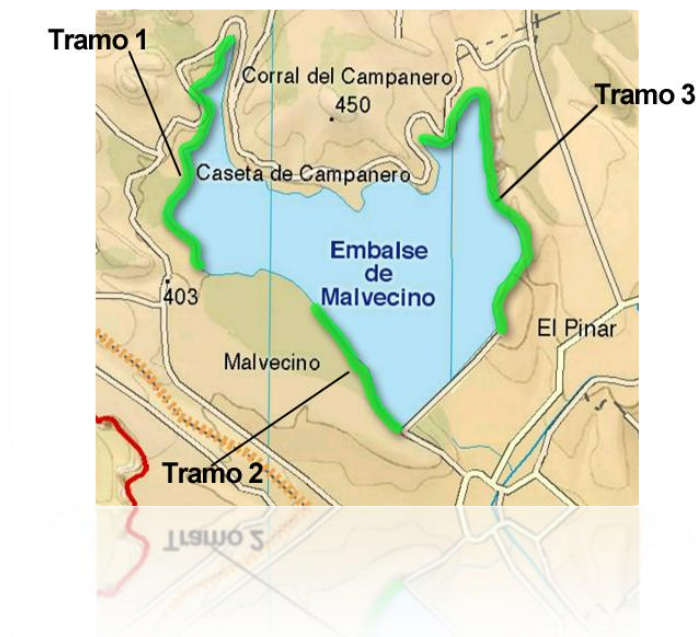 Tramo 1
Corral del Campanero
450
Tramo 3
Caseta de Campanero
Embalse
de
Malvecino
403
El Pinar
Malvecino
Tramo 2